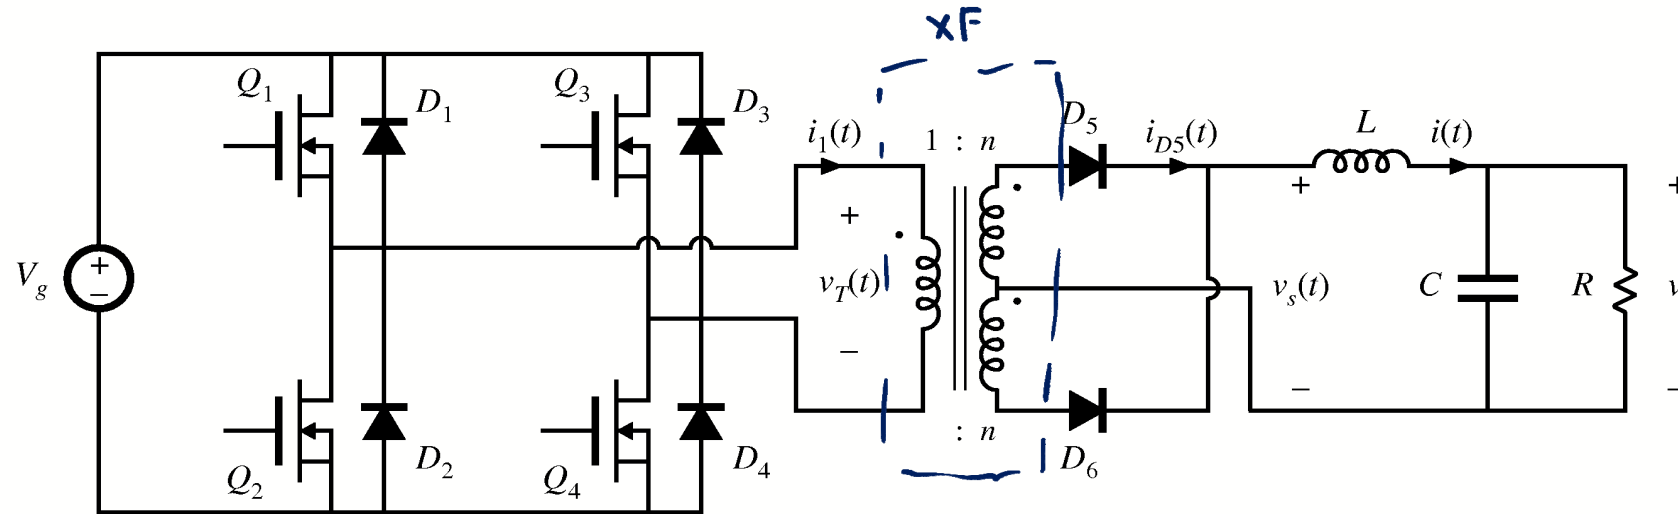 XF
Q1
D1
Q3
D3
i1(t)
1 : n
D5
iD5(t)
L
i(t)
+
+
+
Vg
+
−
vT(t)
vs(t)
C
R
v
−
−
−
Q2
D2
Q4
D4
: n
D6